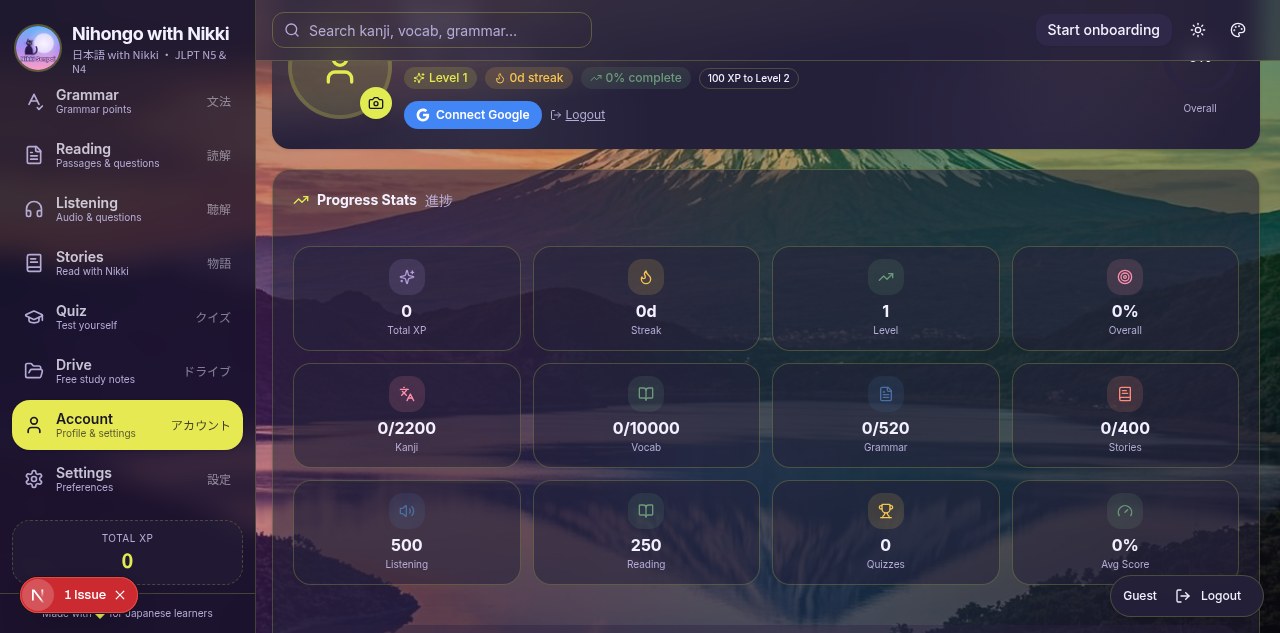 Nihongo with Nikki
日本語 with Nikki ・ JLPT N5 &
N4
Grammar
Grammar points
文法
Reading
Passages & questions
読解
Listening
Audio & questions
聴解
Stories
Read with Nikki
物語
Quiz
Test yourself
クイズ
Drive
Free study notes
ドライブ
Account
Profile & settings
アカウント
Settings
Preferences
設定
TOTAL XP
0
1 Issue
for Japanese learners
Search kanji, vocab, grammar...
Start onboarding
Level 1
0d streak
0% complete
100 XP to Level 2
Connect Google
Logout
Overall
Progress Stats 進捗
0
Total XP
0d
Streak
1
Level
0%
Overall
0/2200
Kanji
0/10000
Vocab
0/520
Grammar
0/400
Stories
500
Listening
250
Reading
0
Quizzes
0%
Avg Score
Guest
Logout